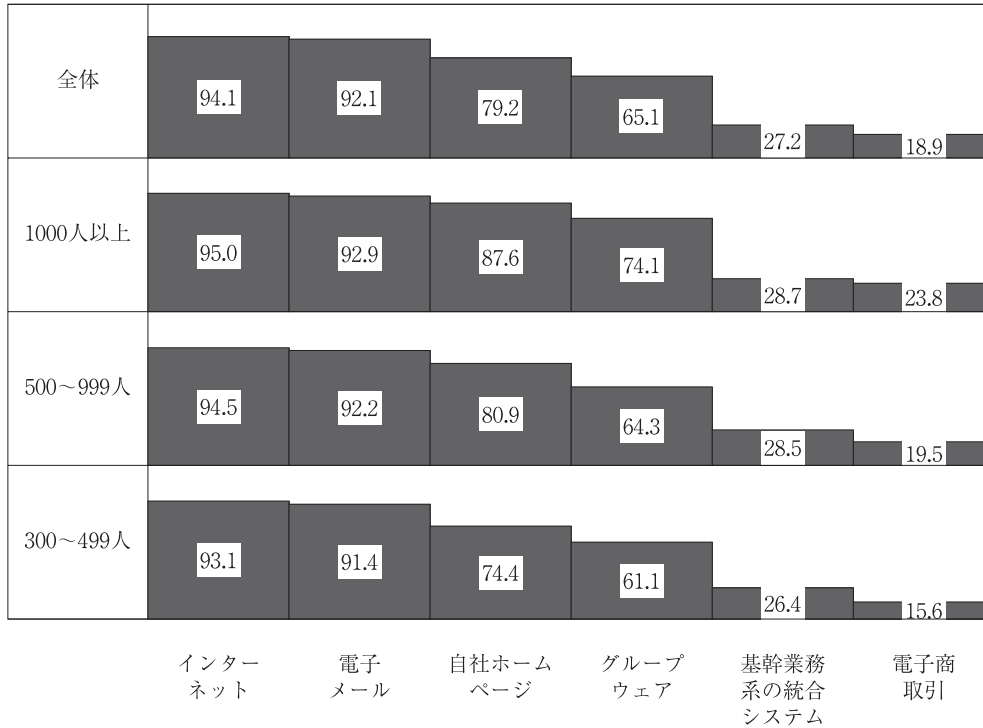 全体
94.1
92.1
79.2
65.1
27.2
18.9
1000人以上
95.0
92.9
87.6
74.1
28.7
23.8
500～999人
94.5
92.2
80.9
64.3
28.5
19.5
300～499人
93.1
91.4
74.4
61.1
26.4
15.6
インター
ネット
電子
メール
自社ホーム
ページ
グループ
ウェア
基幹業務
系の統合
システム
電子商
取引